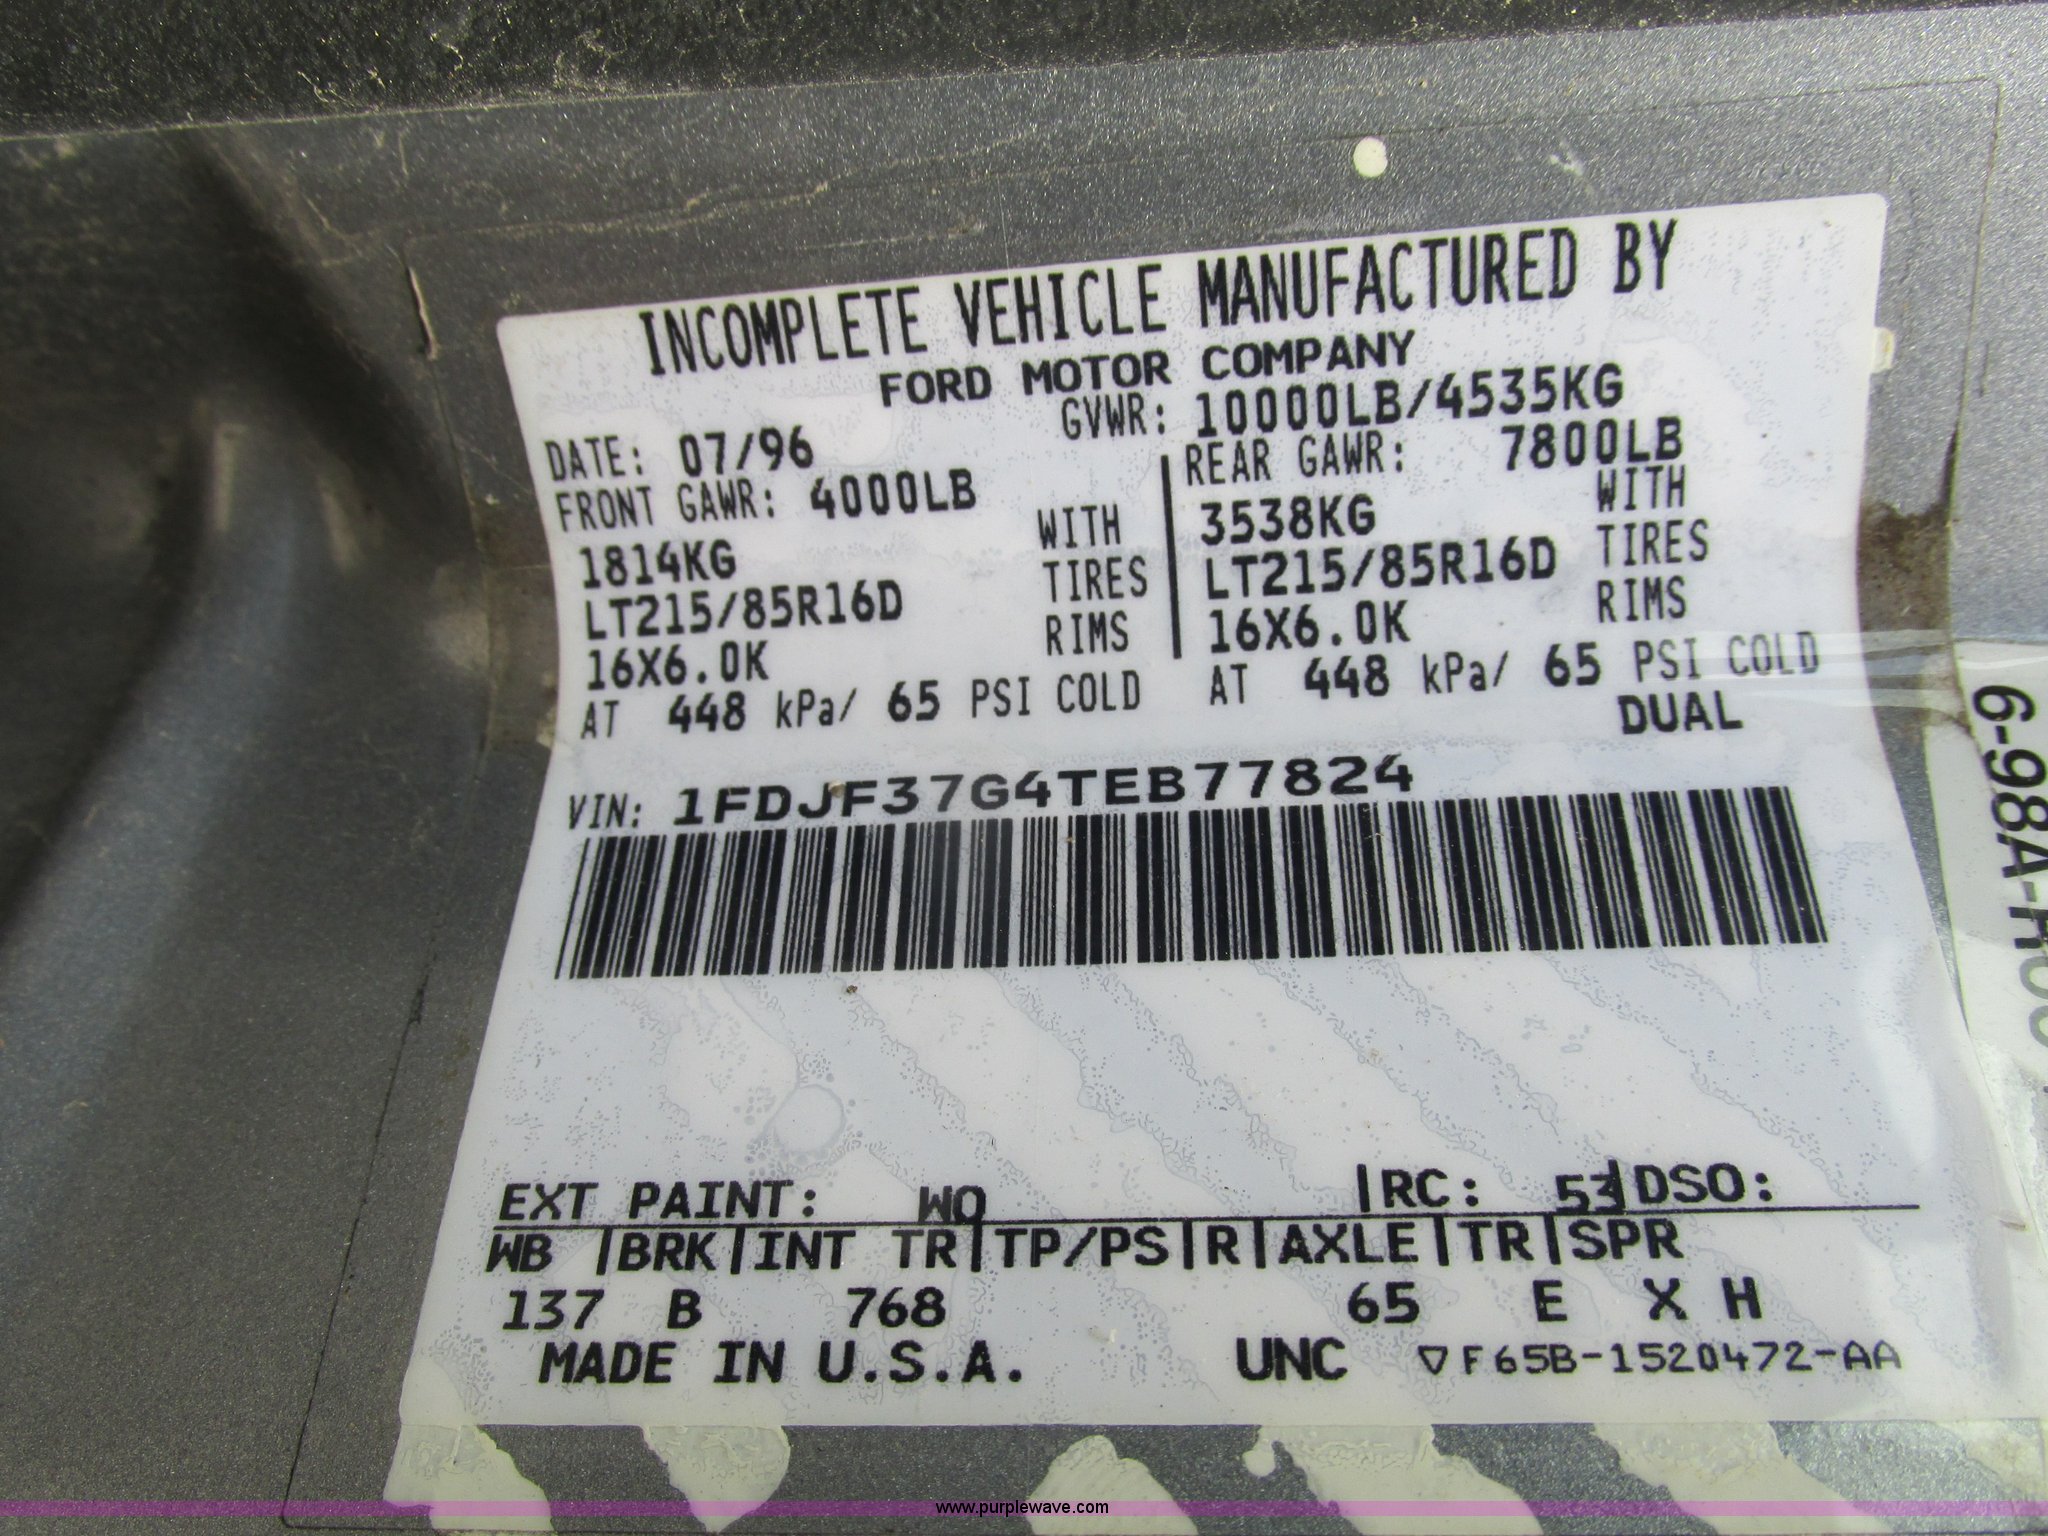 INCOMPLETE VEHICLE MANUFACTURED BY
FORD MOTOR COMPANY
GVWR: 10000LB/4535KG
DATE: 07/96
FRONT GAWR: 4000LB
1814KG WITH
LT215/85R16D TIRES
16X6.0K RIMS
AT 448 kPa/ 65 PSI COLD
REAR GAWR: 7800LB
3538KG WITH
LT215/85R16D TIRES
16X6.0K RIMS
AT 448 kPa/ 65 PSI COLD
DUAL
VIN: 1FDJF37G4TEB77824
EXT PAINT: WO |RC: 53|DSO:
WB |BRK|INT TR|TP/PS|R|AXLE|TR|SPR
137 B 768 65 E X H
MADE IN U.S.A. UNC ▽F65B-1520472-AA
www.purplewave.com